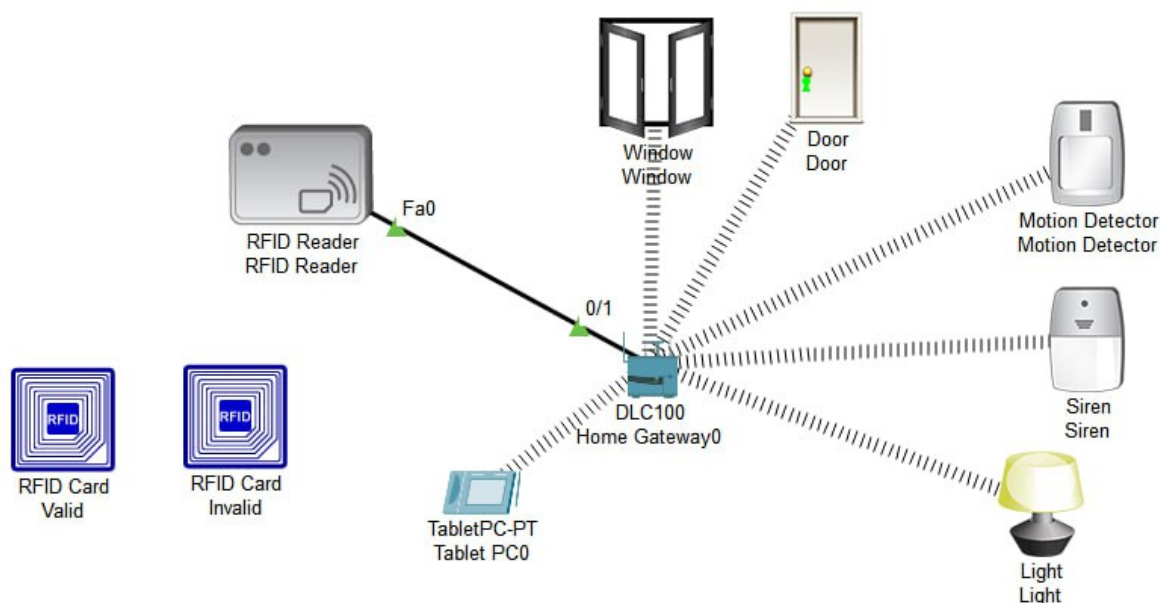 Window
Window
Door
Door
Motion Detector
Motion Detector
Fa0
RFID Reader
RFID Reader
0/1
Siren
Siren
DLC100
Home Gateway0
RFID
RFID Card
Valid
RFID
RFID Card
Invalid
TabletPC-PT
Tablet PC0
Light
Light